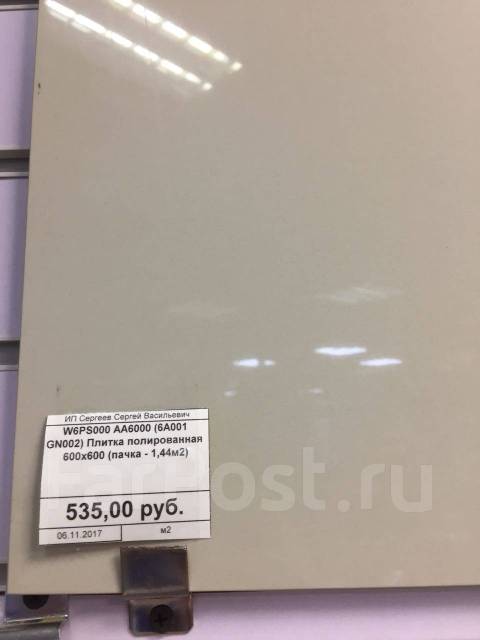 ИП Сергеев Сергей Васильевич
W6PS000 AA6000 (6A001
GN002) Плитка полированная
600х600 (пачка - 1,44м2)
535,00 руб.
06.11.2017 м2
FarPost.ru